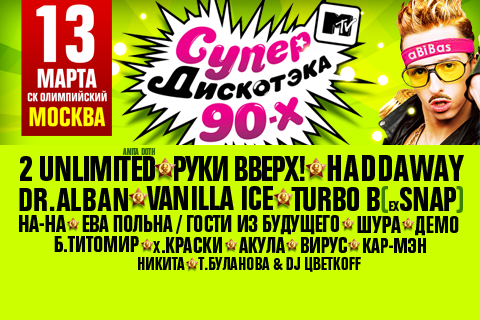 13
МАРТА
СК ОЛИМПИЙСКИЙ
МОСКВА
MTV
Супер
Дискотэка
90-х
aBiBas
ANITA DOTH
2 UNLIMITED РУКИ ВВЕРХ! HADDAWAY
DR.ALBAN VANILLA ICE TURBO B(EX SNAP)
НА-НА ЕВА ПОЛЬНА / ГОСТИ ИЗ БУДУЩЕГО ШУРА ДЕМО
Б.ТИТОМИР х.КРАСКИ АКУЛА ВИРУС КАР-МЭН
НИКИТА Т.БУЛАНОВА & DJ ЦВЕТКОFF